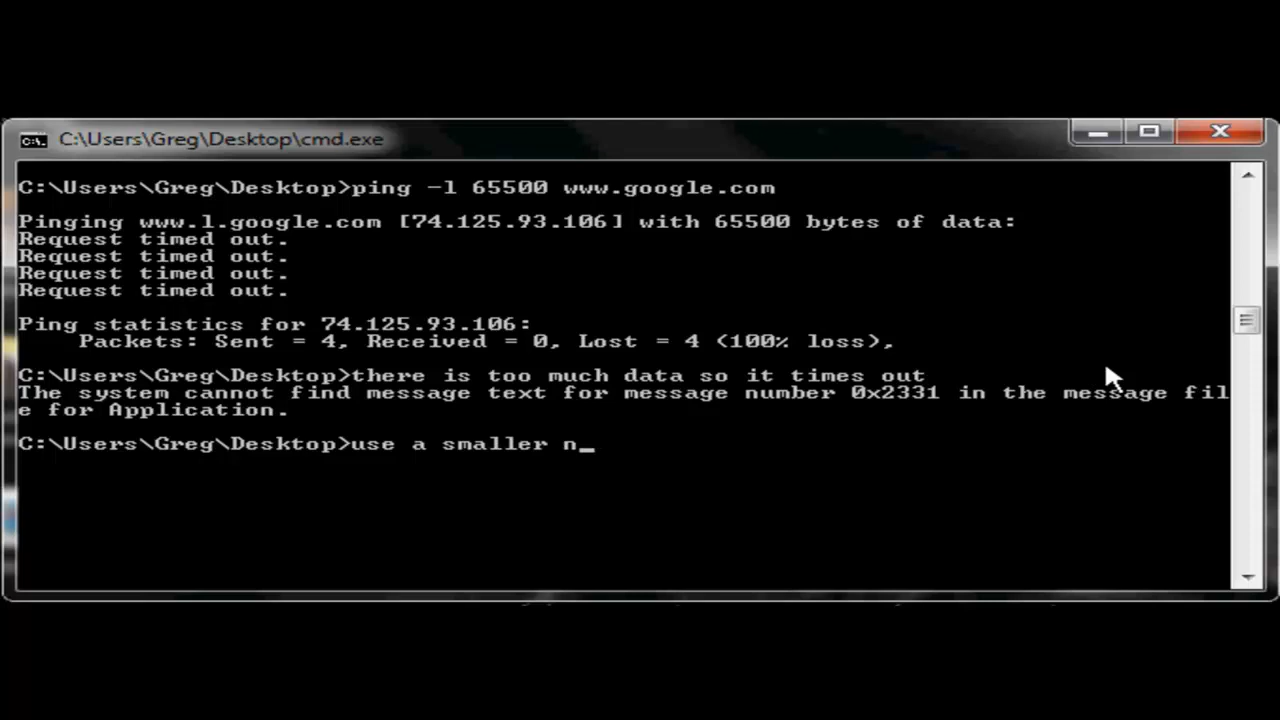 C:\Users\Greg\Desktop\cmd.exe
C:\Users\Greg\Desktop>ping -l 65500 www.google.com
Pinging www.l.google.com [74.125.93.106] with 65500 bytes of data:
Request timed out.
Request timed out.
Request timed out.
Request timed out.
Ping statistics for 74.125.93.106:
Packets: Sent = 4, Received = 0, Lost = 4 (100% loss),
C:\Users\Greg\Desktop>there is too much data so it times out
The system cannot find message text for message number 0x2331 in the message fil
e for Application.
C:\Users\Greg\Desktop>use a smaller n_